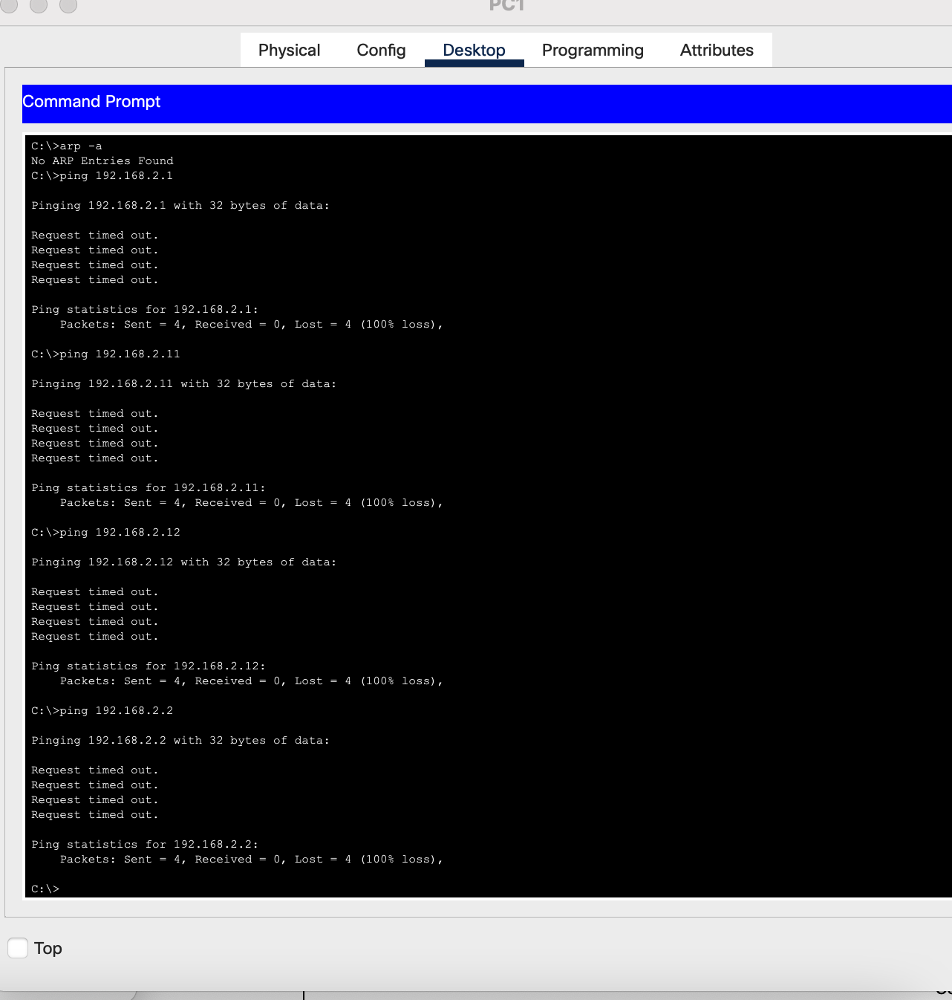 PC1
Physical Config Desktop Programming Attributes
Command Prompt
C:\>arp -a
No ARP Entries Found
C:\>ping 192.168.2.1
Pinging 192.168.2.1 with 32 bytes of data:
Request timed out.
Request timed out.
Request timed out.
Request timed out.
Ping statistics for 192.168.2.1:
    Packets: Sent = 4, Received = 0, Lost = 4 (100% loss),
C:\>ping 192.168.2.11
Pinging 192.168.2.11 with 32 bytes of data:
Request timed out.
Request timed out.
Request timed out.
Request timed out.
Ping statistics for 192.168.2.11:
    Packets: Sent = 4, Received = 0, Lost = 4 (100% loss),
C:\>ping 192.168.2.12
Pinging 192.168.2.12 with 32 bytes of data:
Request timed out.
Request timed out.
Request timed out.
Request timed out.
Ping statistics for 192.168.2.12:
    Packets: Sent = 4, Received = 0, Lost = 4 (100% loss),
C:\>ping 192.168.2.2
Pinging 192.168.2.2 with 32 bytes of data:
Request timed out.
Request timed out.
Request timed out.
Request timed out.
Ping statistics for 192.168.2.2:
    Packets: Sent = 4, Received = 0, Lost = 4 (100% loss),
C:\>
Top